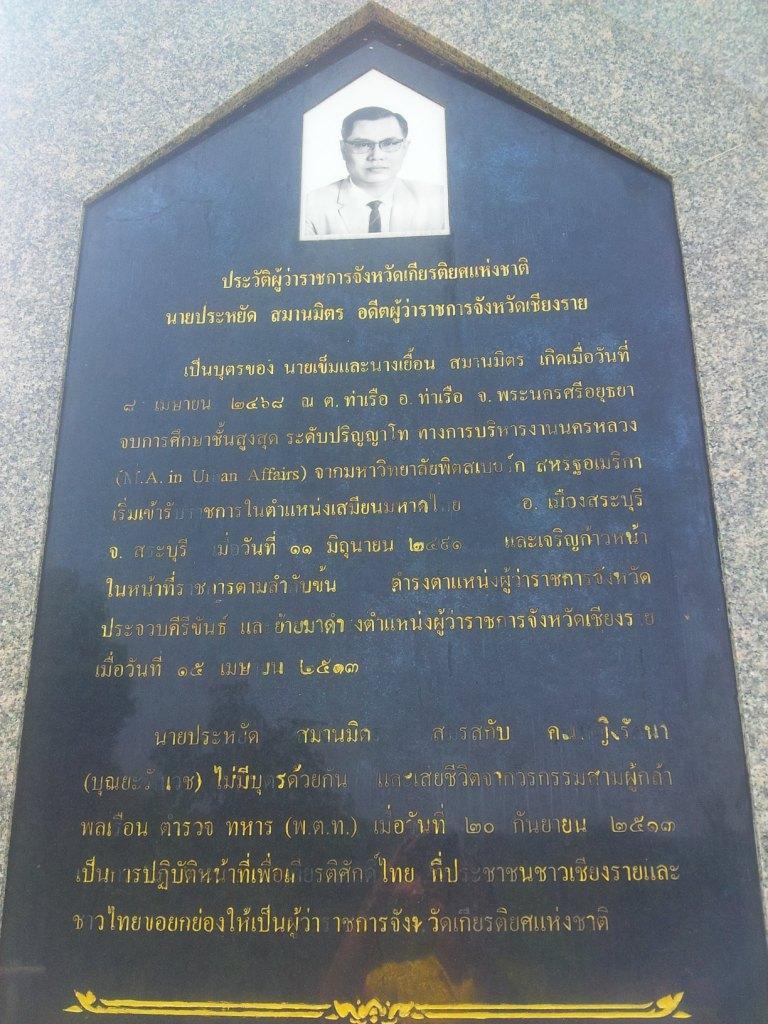 ประวัติผู้ว่าราชการจังหวัดเกียรติยศแห่งชาติ
นายประหยัด สมานมิตร อดีตผู้ว่าราชการจังหวัดเชียงราย
เป็นบุตรของ นายเข็มและนางเยื้อน สมานมิตร เกิดเมื่อวันที่
๘ เมษายน ๒๔๖๘ ณ ต.ท่าเรือ อ.ท่าเรือ จ.พระนครศรีอยุธยา
จบการศึกษาชั้นสูงสุด ระดับปริญญาโท ทางการบริหารงานนครหลวง
(M.A. in Urban Affairs) จากมหาวิทยาลัยพิตสเบอร์ก สหรัฐอเมริกา
เริ่มเข้ารับราชการในตำแหน่งเสมียนมหาดไทย อ.เมืองสระบุรี
จ.สระบุรี เมื่อวันที่ ๑๑ มิถุนายน ๒๔๙๑ และเจริญก้าวหน้า
ในหน้าที่ราชการตามลำดับขั้น ดำรงตำแหน่งผู้ว่าราชการจังหวัด
ประจวบคีรีขันธ์ และย้ายมาดำรงตำแหน่งผู้ว่าราชการจังหวัดเชียงราย
เมื่อวันที่ ๑๕ เมษายน ๒๕๑๓
นายประหยัด สมานมิตร สมรสกับ คุณหญิงรัตนา
ไม่มีบุตรด้วยกัน และเสียชีวิตจากวีรกรรมสามผู้กล้า
พลเรือน ตำรวจ ทหาร (พ.ต.ท.) เมื่อวันที่ ๒๐ กันยายน ๒๕๑๓
เป็นการปฏิบัติหน้าที่เพื่อเกียรติศักดิ์ไทย ที่ประชาชนชาวเชียงรายและ
ชาวไทยขอยกย่องให้เป็นผู้ว่าราชการจังหวัดเกียรติยศแห่งชาติ